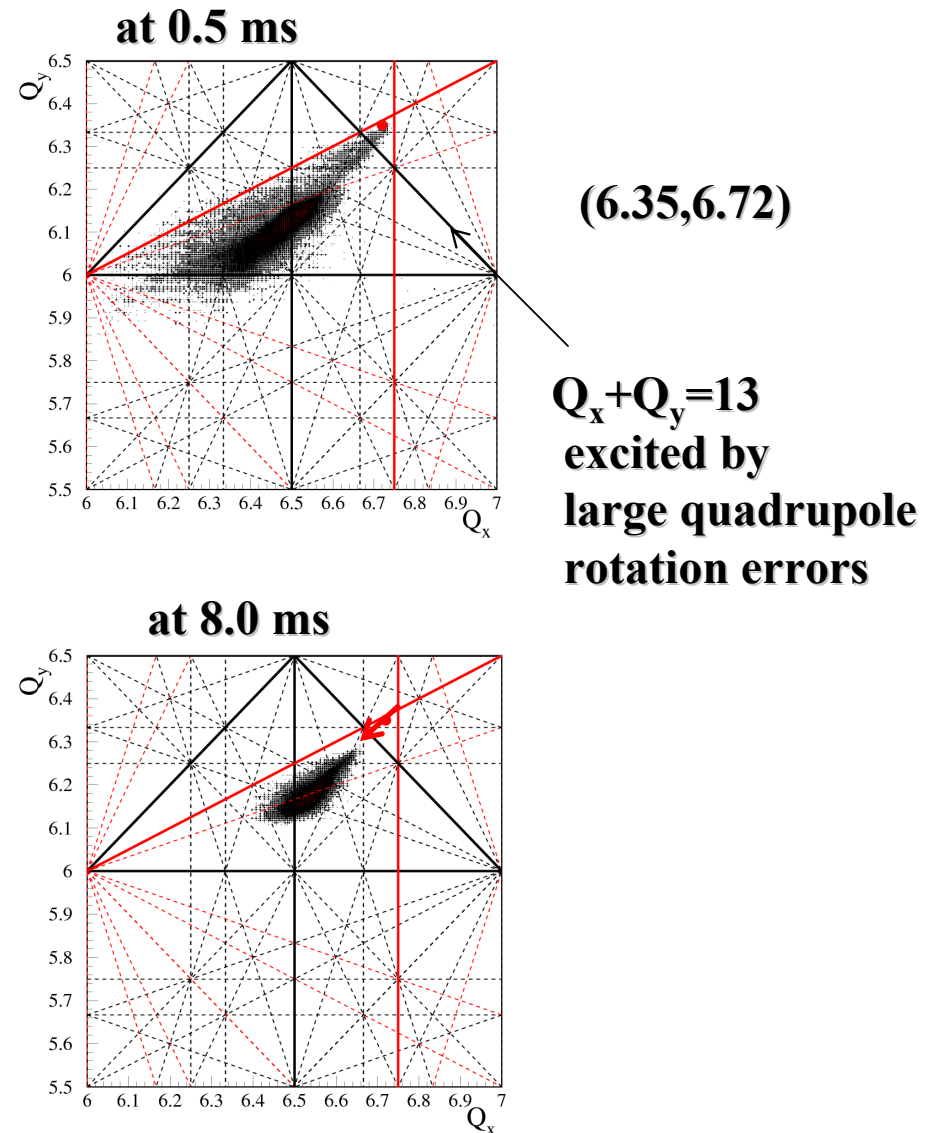 at 0.5 ms
Qy
6.5
6.4
6.3
6.2
6.1
6
5.9
5.8
5.7
5.6
5.5
6 6.1 6.2 6.3 6.4 6.5 6.6 6.7 6.8 6.9 7
Qx
(6.35,6.72)
Qx+Qy=13
excited by
large quadrupole
rotation errors
at 8.0 ms
Qy
6.5
6.4
6.3
6.2
6.1
6
5.9
5.8
5.7
5.6
5.5
6 6.1 6.2 6.3 6.4 6.5 6.6 6.7 6.8 6.9 7
Qx